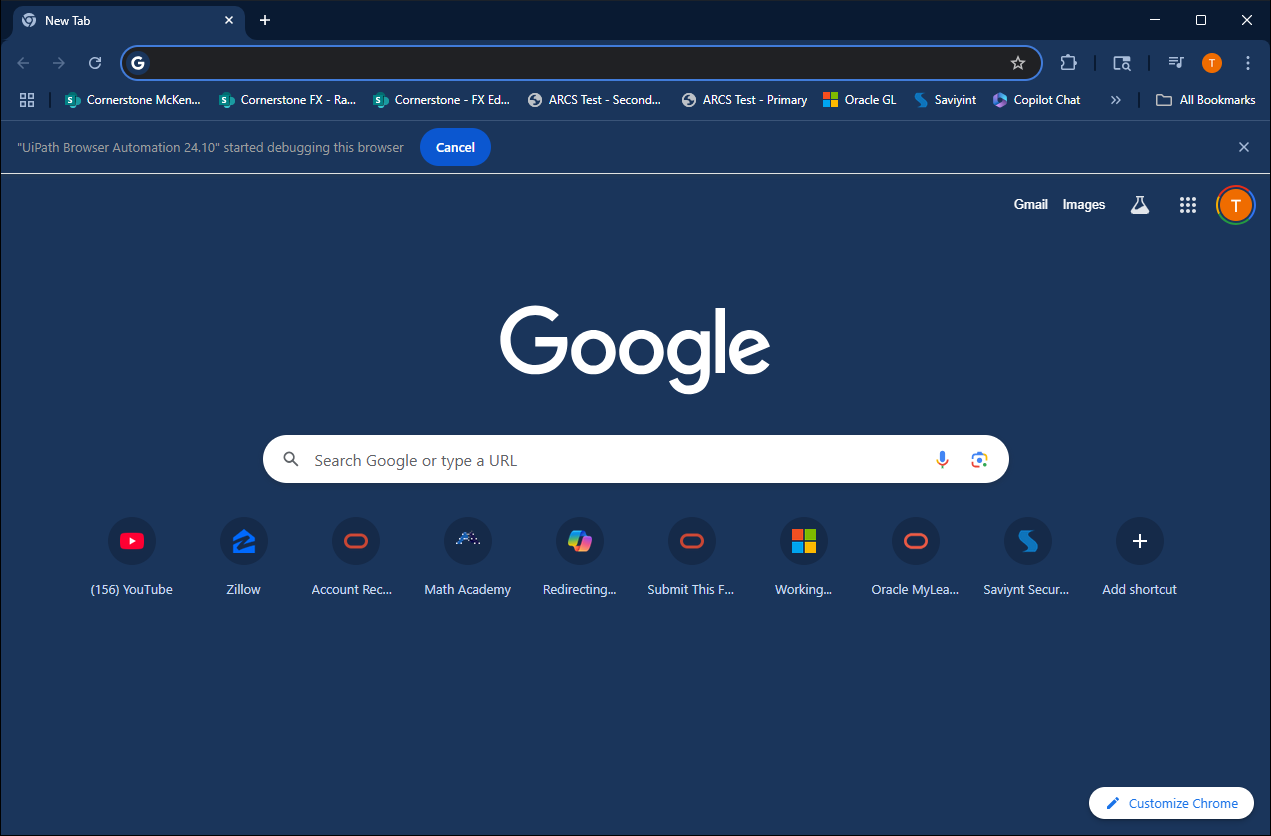 New Tab
G
Cornerstone McKen...
Cornerstone FX - Ra...
Cornerstone - FX Ed...
ARCS Test - Second...
ARCS Test - Primary
Oracle GL
Saviyint
Copilot Chat
All Bookmarks
T
"UiPath Browser Automation 24.10" started debugging this browser
Cancel
Gmail
Images
T
Google
Search Google or type a URL
(156) YouTube
Zillow
Account Rec...
Math Academy
Redirecting...
Submit This F...
Working...
Oracle MyLea...
Saviynt Secur...
Add shortcut
Customize Chrome